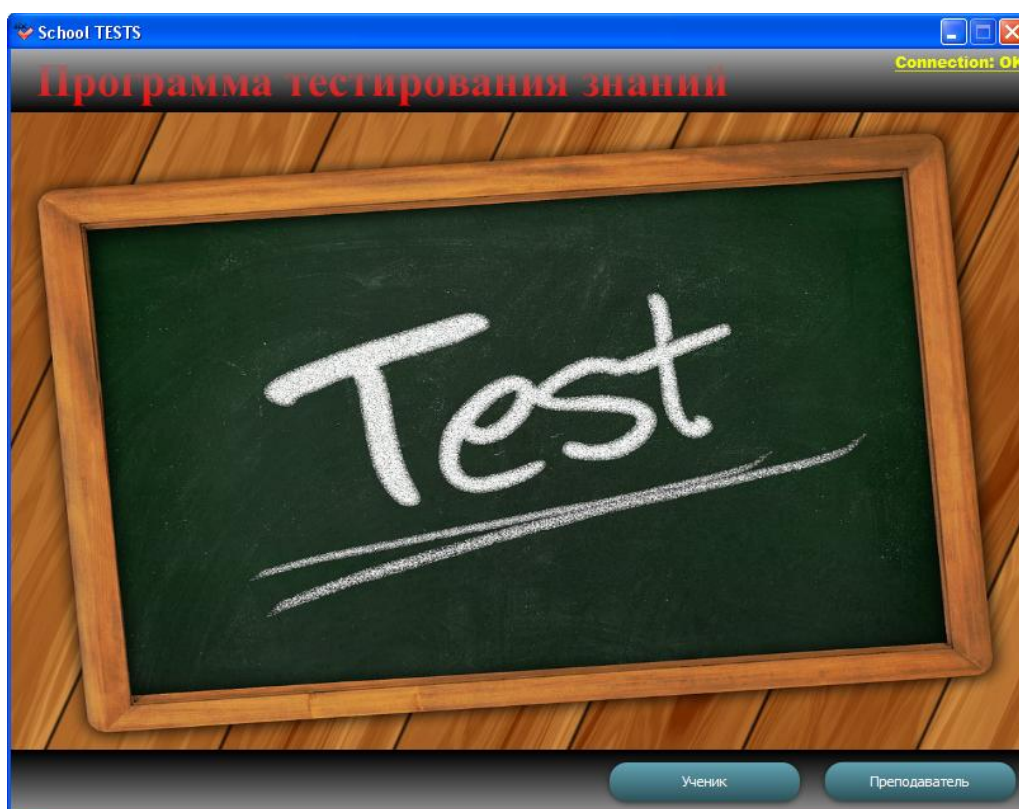 School TESTS
Connection: OK
Программа тестирования знаний
Test
Ученик
Преподаватель